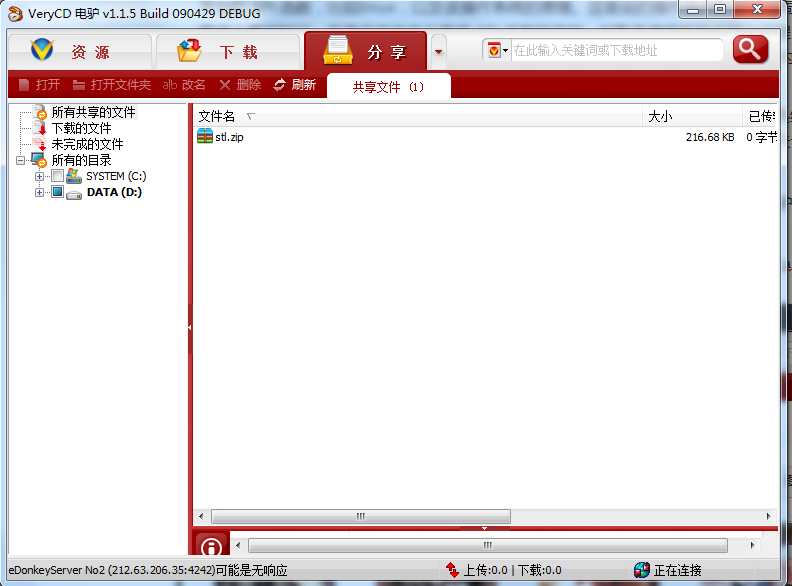 VeryCD 电驴 v1.1.5 Build 090429 DEBUG
资 源
下 载
分 享
在此输入关键词或下载地址
打开 打开文件夹 ab 改名 删除 刷新
共享文件 (1)
所有共享的文件
下载的文件
未完成的文件
所有的目录
SYSTEM (C:)
DATA (D:)
文件名 大小 已传
stl.zip 216.68 KB 0 字节
eDonkeyServer No2 (212.63.206.35:4242)可能是无响应 上传:0.0 | 下载:0.0 正在连接